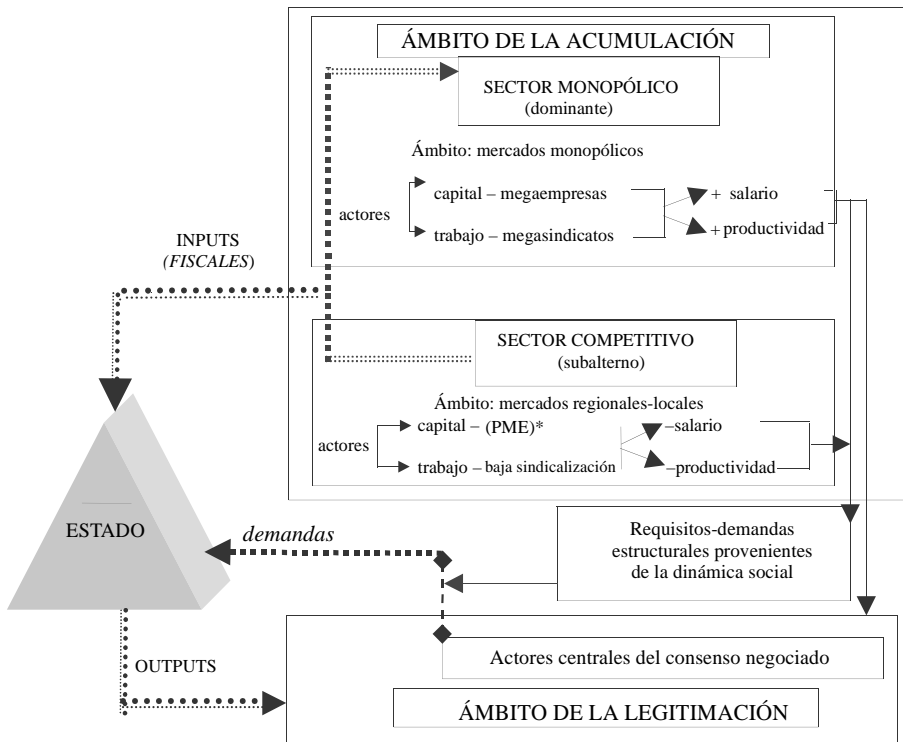 ÁMBITO DE LA ACUMULACIÓN
SECTOR MONOPÓLICO
(dominante)
Ámbito: mercados monopólicos
actores
capital – megaempresas
trabajo – megasindicatos
+ salario
+ productividad
INPUTS
(FISCALES)
SECTOR COMPETITIVO
(subalterno)
Ámbito: mercados regionales-locales
actores
capital – (PME)*
trabajo – baja sindicalización
–salario
–productividad
ESTADO
demandas
Requisitos-demandas
estructurales provenientes
de la dinámica social
OUTPUTS
Actores centrales del consenso negociado
ÁMBITO DE LA LEGITIMACIÓN